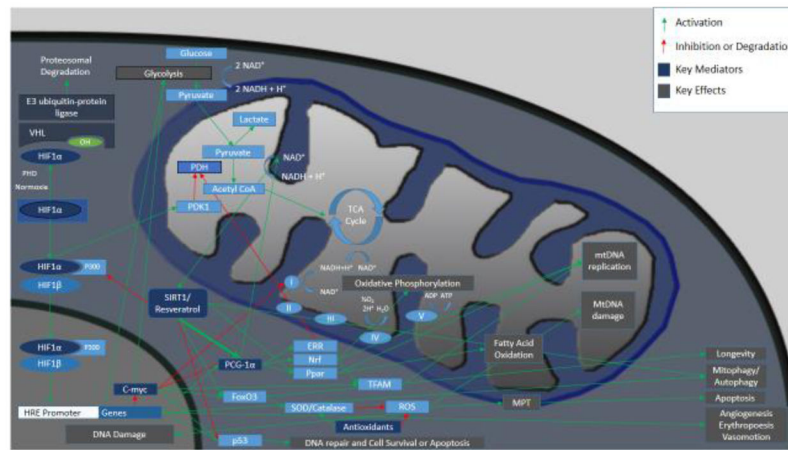 Activation
Inhibition or Degradation
Key Mediators
Key Effects
Glucose
Glycolysis
2 NAD⁺
2 NADH + H⁺
Pyruvate
Proteosomal
Degradation
E3 ubiquitin-protein
ligase
VHL
OH
HIF1α
PHD
Normoxia
HIF1α
HIF1α
P300
HIF1β
HIF1α
P300
HIF1β
HRE Promoter
Genes
DNA Damage
Lactate
Pyruvate
NAD⁺
PDH
NADH + H⁺
Acetyl CoA
PDK1
TCA
Cycle
NADH+H⁺ NAD⁺
I
NAD⁺
Oxidative Phosphorylation
ADP ATP
2H⁺ H₂O
II
III
IV
V
mtDNA
replication
MtDNA
damage
SIRT1/
Resveratrol
ERR
Nrf
Ppar
PCG-1α
C-myc
FoxO3
TFAM
SOD/Catalase
ROS
Antioxidants
p53
DNA repair and Cell Survival or Apoptosis
Fatty Acid
Oxidation
MPT
Longevity
Mitophagy/
Autophagy
Apoptosis
Angiogenesis
Erythropoesis
Vasomotion